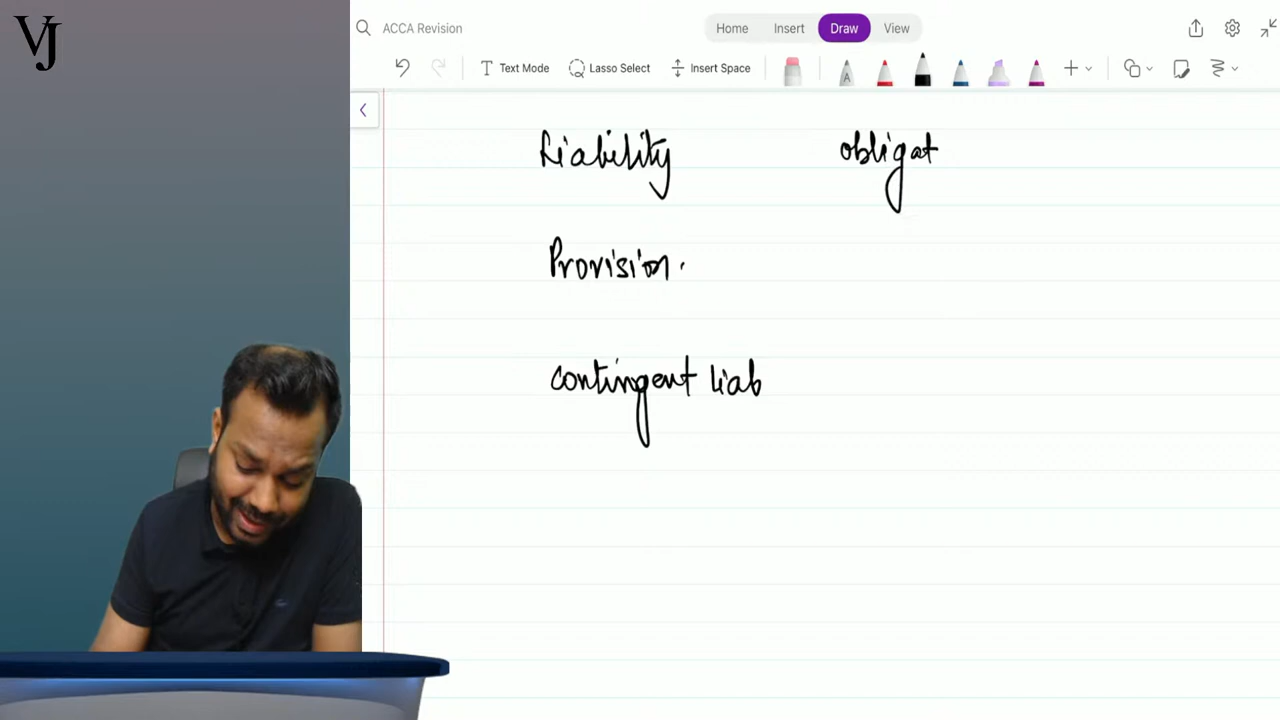 VJ
ACCA Revision
Home Insert Draw View
Text Mode Lasso Select Insert Space
A
Liability obligat
Provision
contingent liab